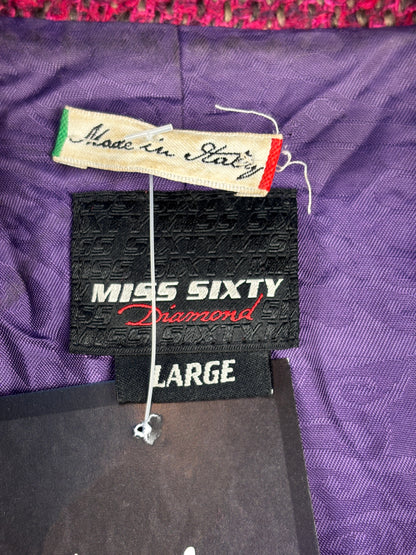 Made in Italy
MISS SIXTY
Diamond
LARGE